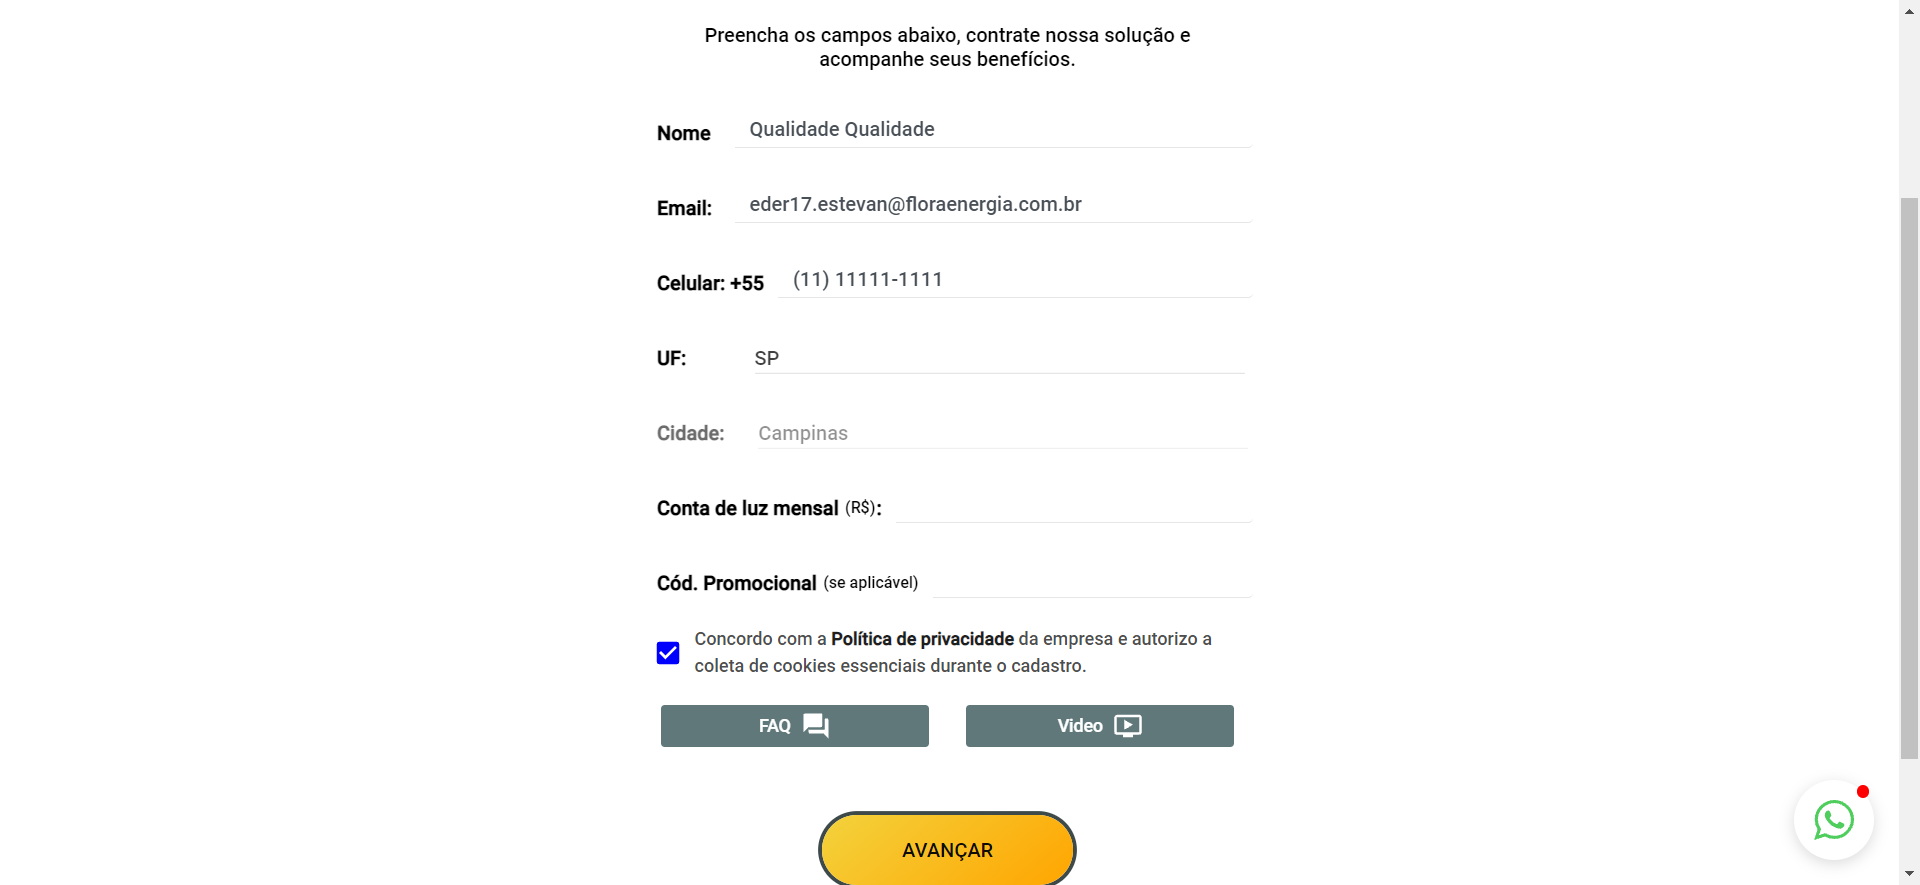 Preencha os campos abaixo, contrate nossa solução e
acompanhe seus benefícios.
Nome Qualidade Qualidade
Email: eder17.estevan@floraenergia.com.br
Celular: +55 (11) 11111-1111
UF: SP
Cidade: Campinas
Conta de luz mensal (R$):
Cód. Promocional (se aplicável)
Concordo com a Política de privacidade da empresa e autorizo a
coleta de cookies essenciais durante o cadastro.
FAQ Video
AVANÇAR